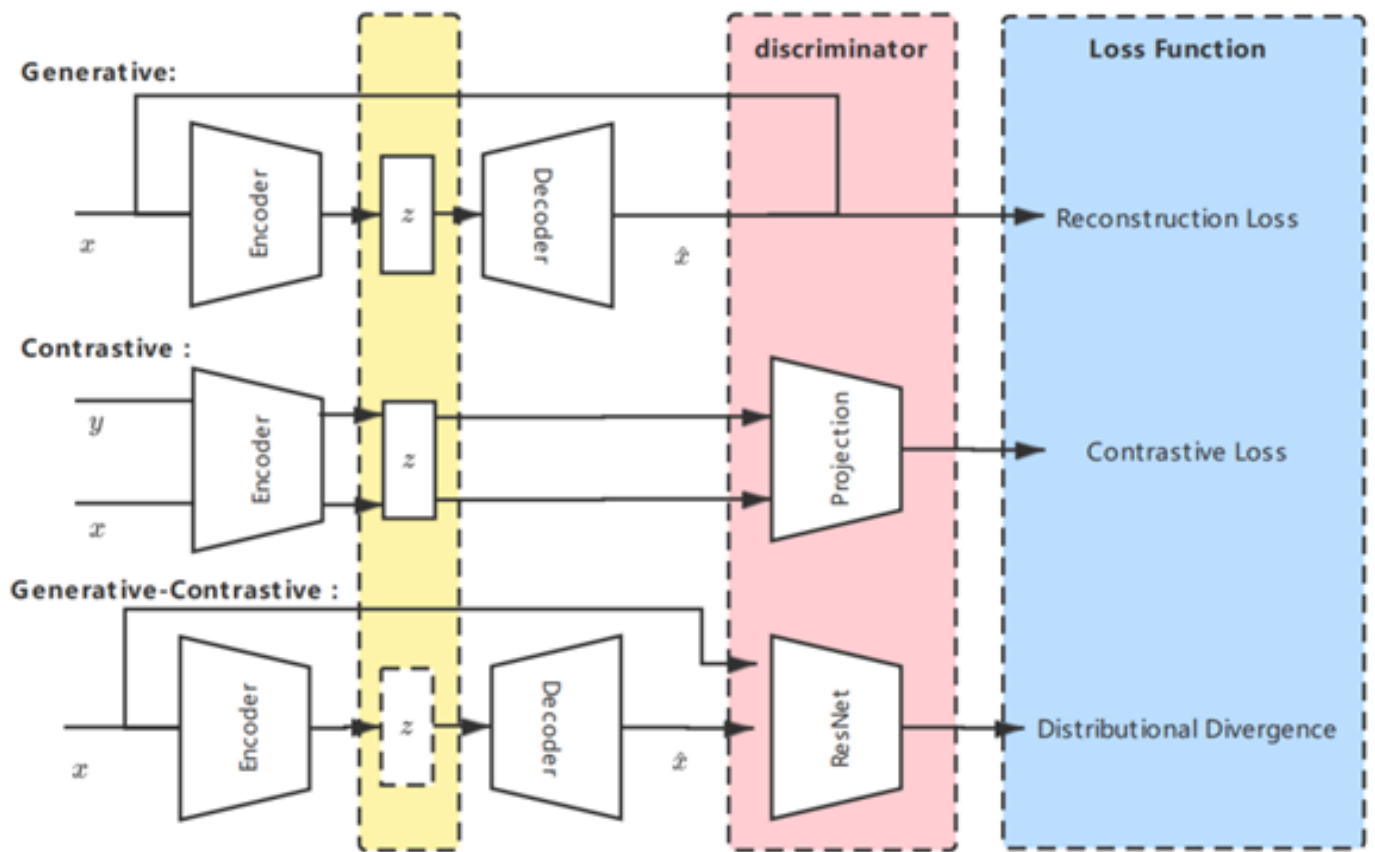 discriminator
Loss Function
Generative:
Encoder
z
Decoder
x
x̂
Reconstruction Loss
Contrastive :
y
Encoder
z
Projection
Contrastive Loss
x
Generative-Contrastive :
Encoder
z
Decoder
ResNet
Distributional Divergence
x
x̂